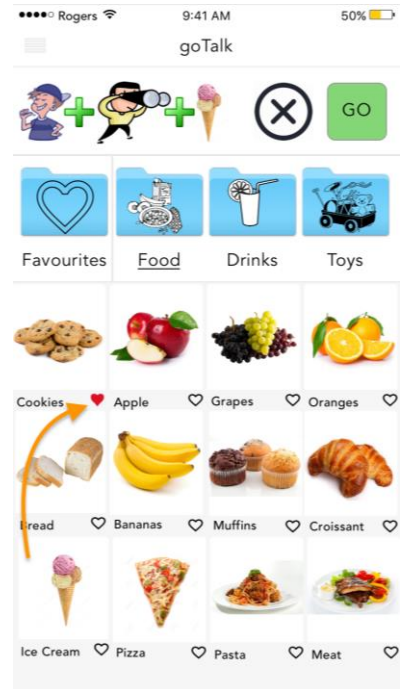 Rogers 9:41 AM 50%
goTalk
GO
Favourites Food Drinks Toys
Cookies Apple Grapes Oranges
Bread Bananas Muffins Croissant
Ice Cream Pizza Pasta Meat